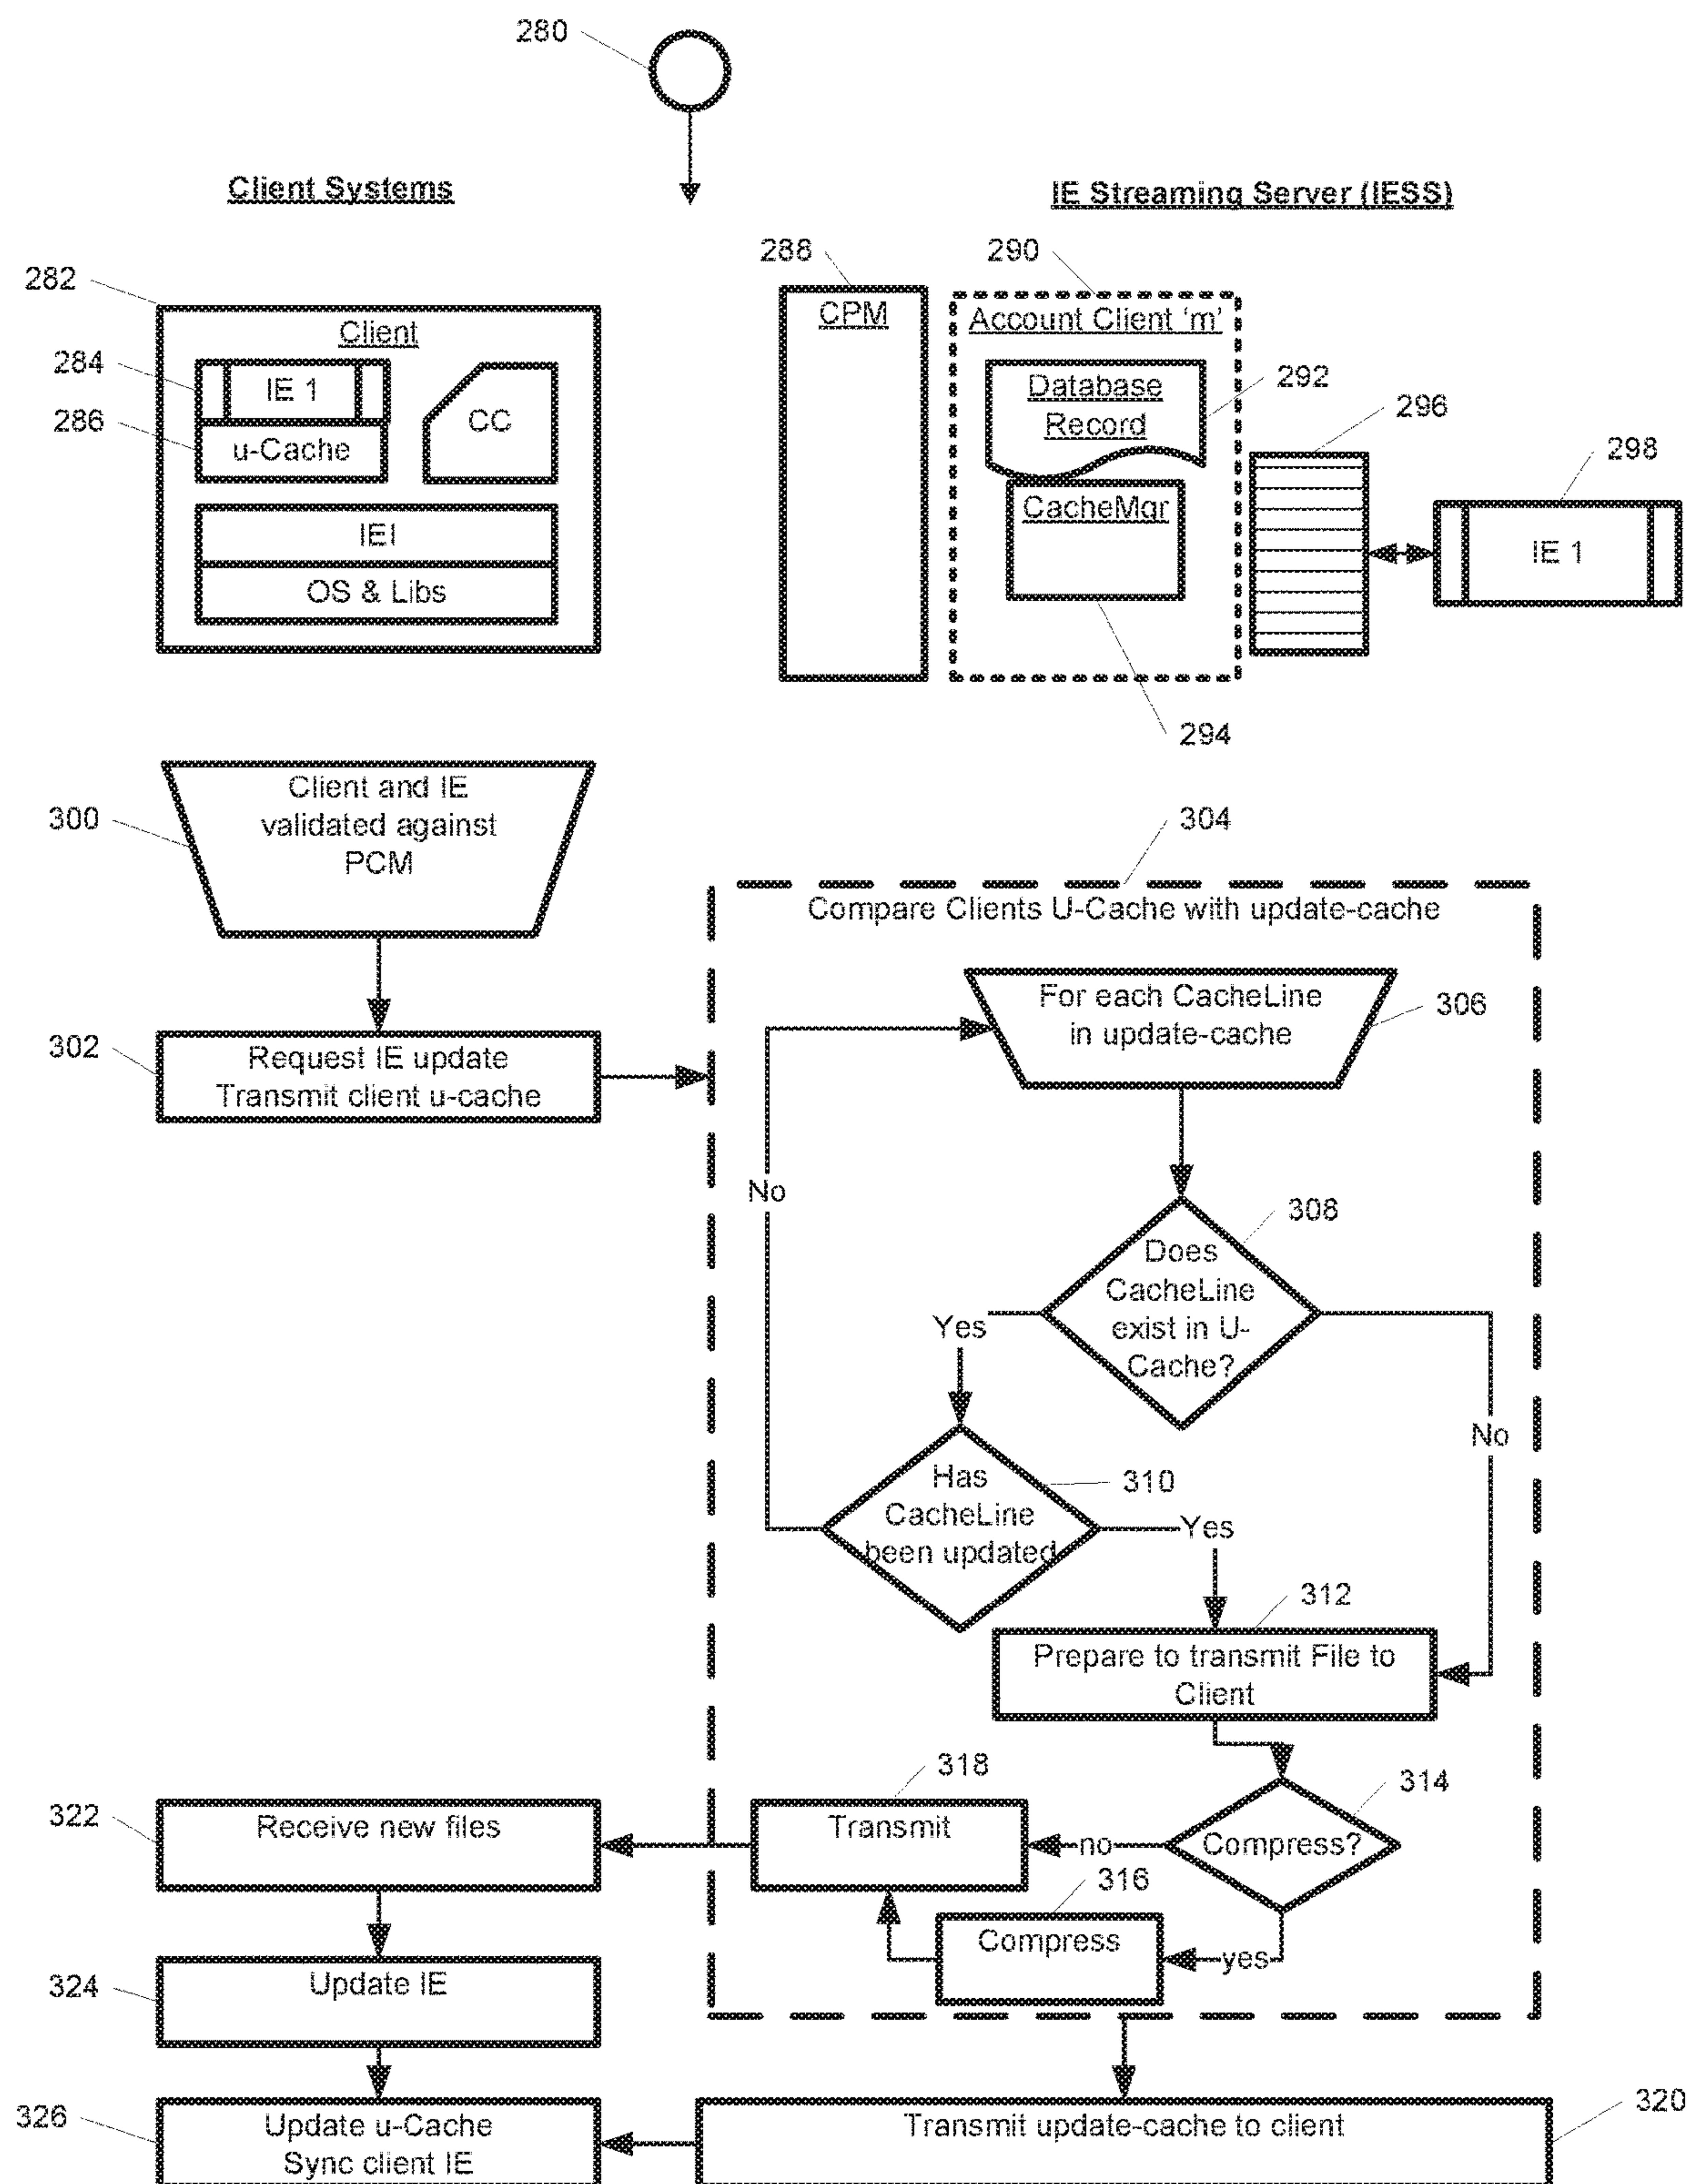 280
Client Systems
IE Streaming Server (IESS)
288
290
282
Client
CPM
Account Client 'm'
284
IE 1
CC
Database
Record
292
296
286
u-Cache
298
CacheMgr
IEI
IE 1
OS & Libs
294
300
Client and IE
validated against
PCM
304
Compare Clients U-Cache with update-cache
For each CacheLine
in update-cache
306
302
Request IE update
Transmit client u-cache
No
308
Does
CacheLine
exist in U-
Cache?
Yes
No
Has
CacheLine
been updated
310
Yes
312
Prepare to transmit File to
Client
318
314
322
Receive new files
Transmit
no
Compress?
316
Compress
yes
324
Update IE
326
Update u-Cache
Sync client IE
Transmit update-cache to client
320